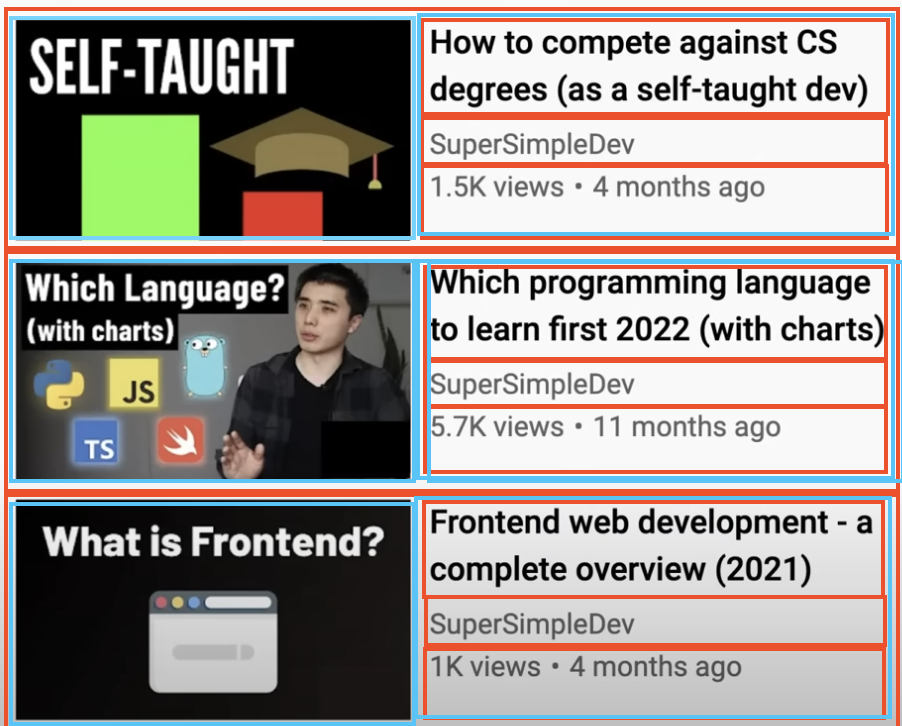 SELF-TAUGHT
How to compete against CS
degrees (as a self-taught dev)
SuperSimpleDev
1.5K views • 4 months ago
Which Language?
(with charts)
JS
TS
Which programming language
to learn first 2022 (with charts)
SuperSimpleDev
5.7K views • 11 months ago
What is Frontend?
Frontend web development - a
complete overview (2021)
SuperSimpleDev
1K views • 4 months ago